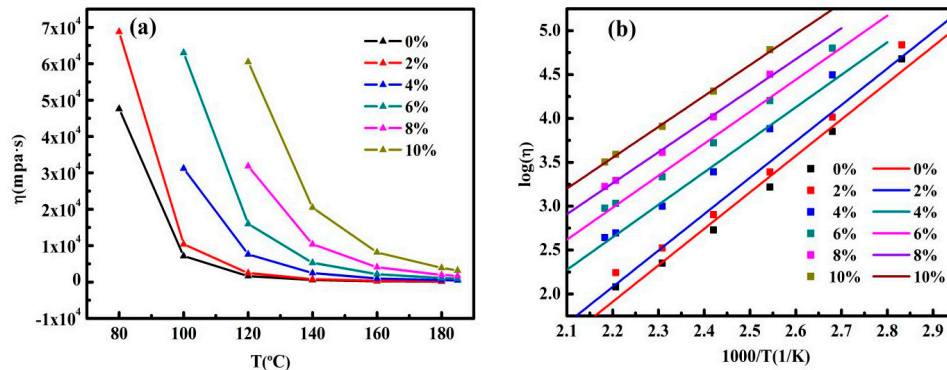 (a)
0%
2%
4%
6%
8%
10%
7x10⁴
6x10⁴
5x10⁴
4x10⁴
3x10⁴
2x10⁴
1x10⁴
0
-1x10⁴
η(mpa·s)
80 100 120 140 160 180
T(ºC)
(b)
5.0
4.5
4.0
3.5
3.0
2.5
2.0
log(η)
0% 0%
2% 2%
4% 4%
6% 6%
8% 8%
10% 10%
2.1 2.2 2.3 2.4 2.5 2.6 2.7 2.8 2.9
1000/T(1/K)